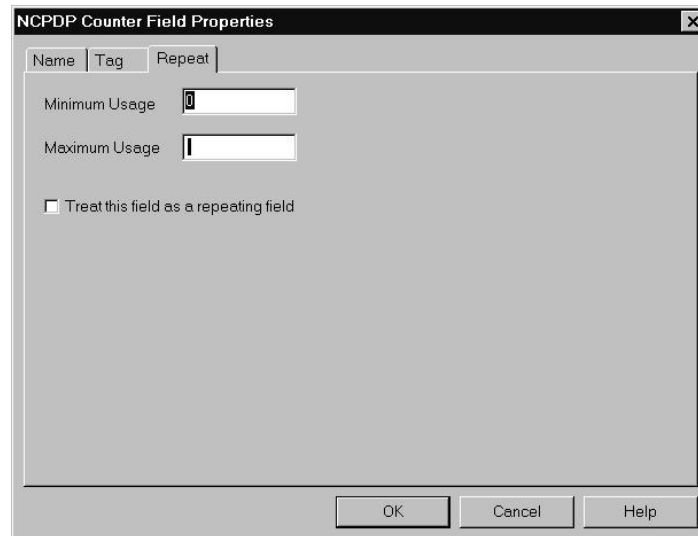 NCPDP Counter Field Properties
Name Tag Repeat
Minimum Usage 0
Maximum Usage
Treat this field as a repeating field
OK Cancel Help